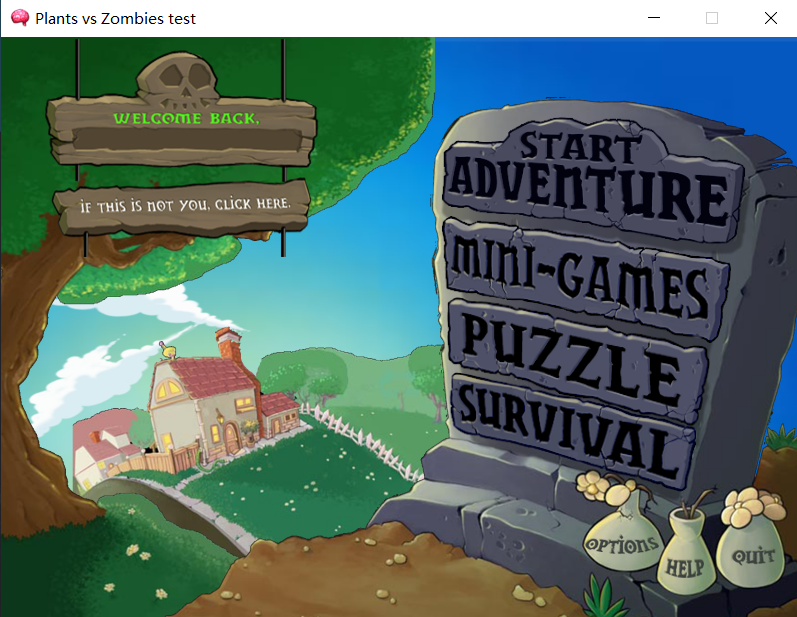 Plants vs Zombies test
WELCOME BACK,
IF THIS IS NOT YOU, CLICK HERE.
START
ADVENTURE
MINI-GAMES
PUZZLE
SURVIVAL
OPTIONS
HELP
QUIT